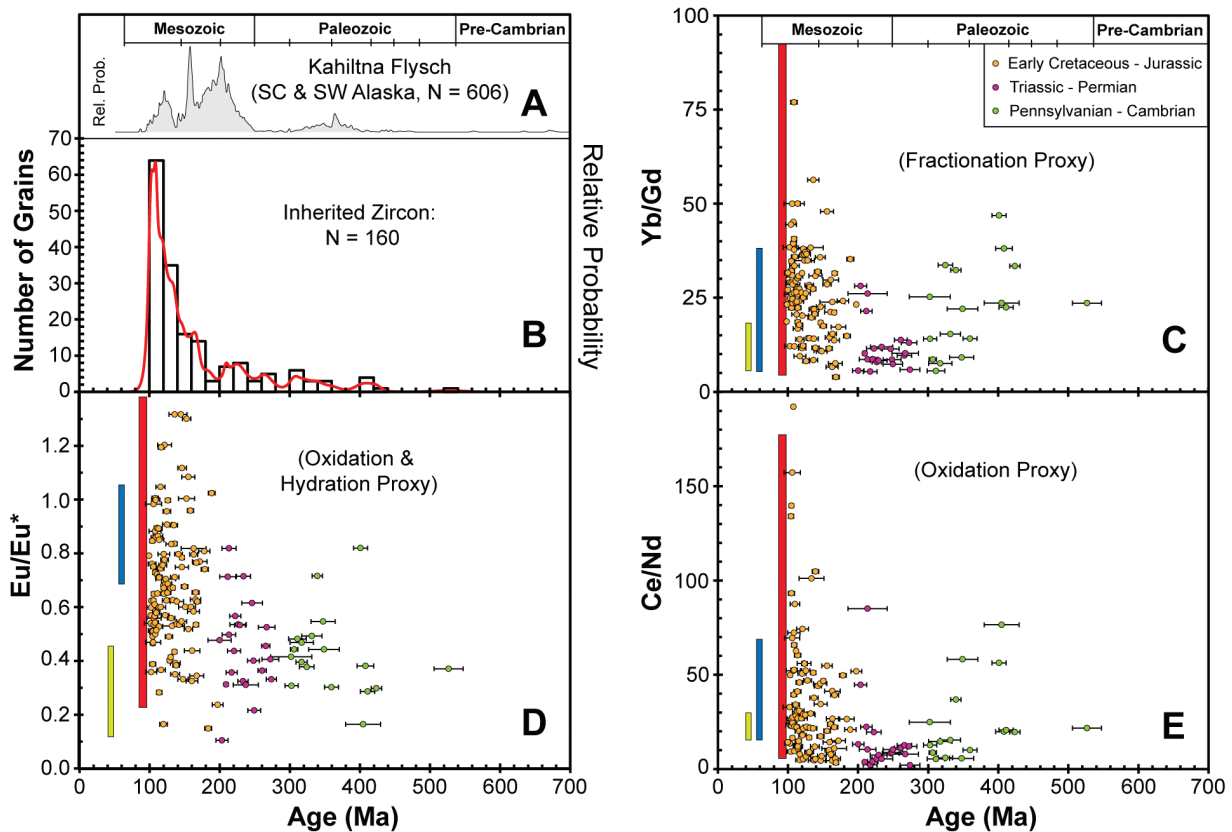 Mesozoic Paleozoic Pre-Cambrian
Rel. Prob.
Kahiltna Flysch
(SC & SW Alaska, N = 606)
A
70
60
50
40
30
20
10
0
Number of Grains
Relative Probability
Inherited Zircon:
N = 160
B
1.2
1.0
0.8
0.6
0.4
0.2
0.0
Eu/Eu*
(Oxidation &
Hydration Proxy)
D
0 100 200 300 400 500 600 700
Age (Ma)
Mesozoic Paleozoic Pre-Cambrian
100
75
50
25
0
Yb/Gd
Early Cretaceous - Jurassic
Triassic - Permian
Pennsylvanian - Cambrian
(Fractionation Proxy)
C
150
100
50
0
Ce/Nd
(Oxidation Proxy)
E
0 100 200 300 400 500 600 700
Age (Ma)